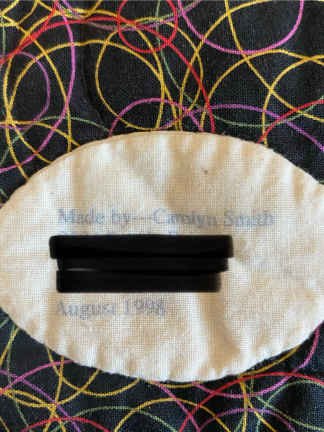 Made by---Carolyn Smith
August 1998